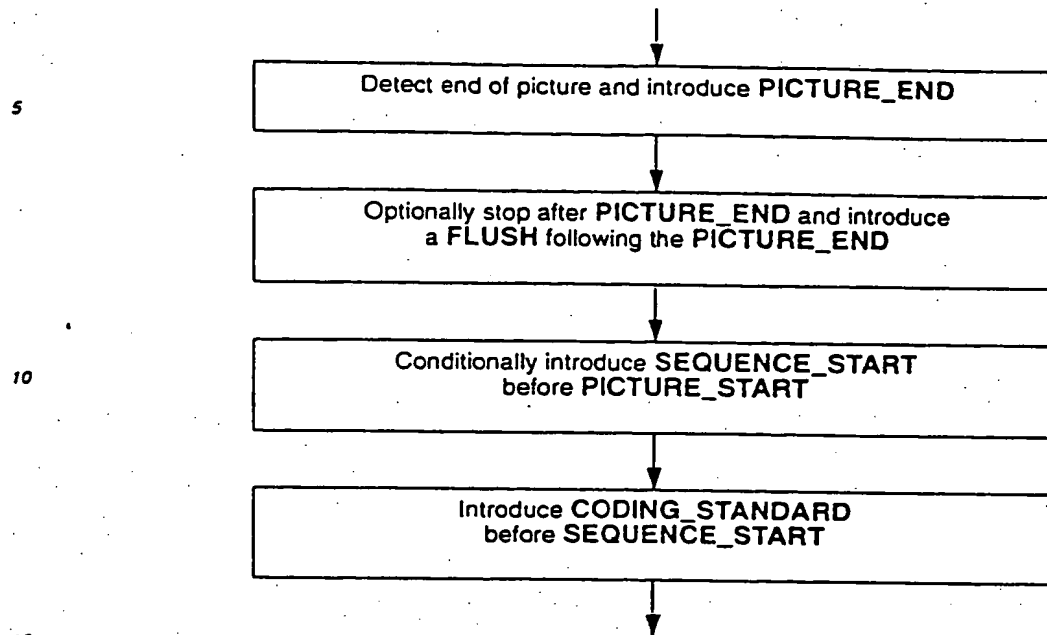 5
Detect end of picture and introduce PICTURE_END
Optionally stop after PICTURE_END and introduce
a FLUSH following the PICTURE_END
10
Conditionally introduce SEQUENCE_START
before PICTURE_START
Introduce CODING_STANDARD
before SEQUENCE_START